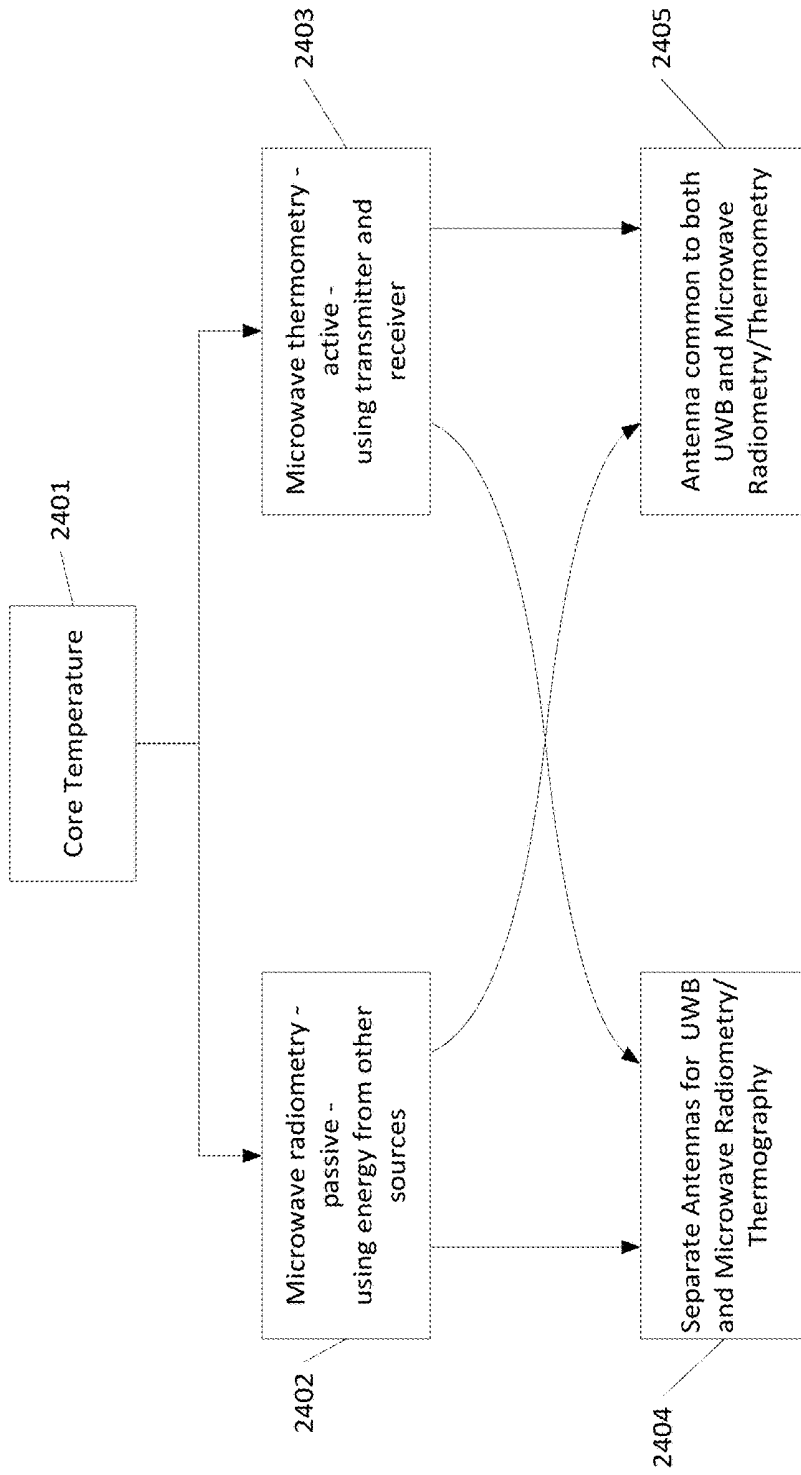 Core Temperature
2401
2402
Microwave radiometry -
passive -
using energy from other
sources
Microwave thermometry -
active -
using transmitter and
receiver
2403
2404
Separate Antennas for UWB
and Microwave Radiometry/
Thermography
Antenna common to both
UWB and Microwave
Radiometry/Thermometry
2405